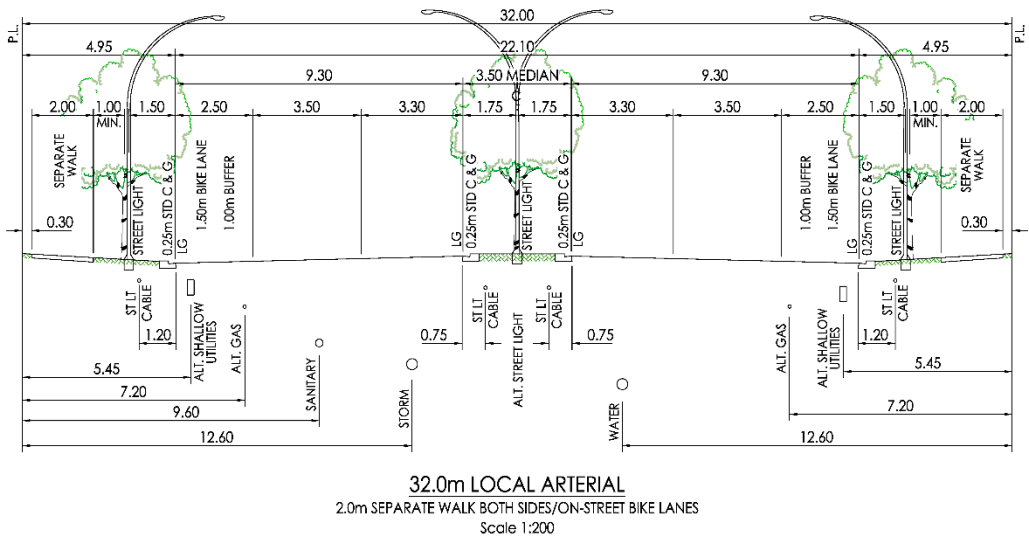 32.00
P.L.
P.L.
4.95
22.10
4.95
9.30
3.50 MEDIAN
9.30
2.00
1.00
MIN.
1.50
2.50
3.50
3.30
1.75
1.75
3.30
3.50
2.50
1.50
1.00
MIN.
2.00
C
SEPARATE
WALK
STREET LIGHT
0.25m STD C & G
LG
1.50m BIKE LANE
1.00m BUFFER
0.25m STD C & G
LG
STREET LIGHT
0.25m STD C & G
LG
1.00m BUFFER
1.50m BIKE LANE
LG
0.25m STD C & G
STREET LIGHT
SEPARATE
WALK
0.30
0.30
ST LT
CABLE
1.20
ALT. SHALLOW
UTILITIES
ALT. GAS
SANITARY
STORM
0.75
ST LT
CABLE
ALT. STREET LIGHT
ST LT
CABLE
0.75
WATER
ALT. GAS
ALT. SHALLOW
UTILITIES
ST LT
CABLE
1.20
5.45
5.45
7.20
7.20
9.60
12.60
12.60
32.0m LOCAL ARTERIAL
2.0m SEPARATE WALK BOTH SIDES/ON-STREET BIKE LANES
Scale 1:200